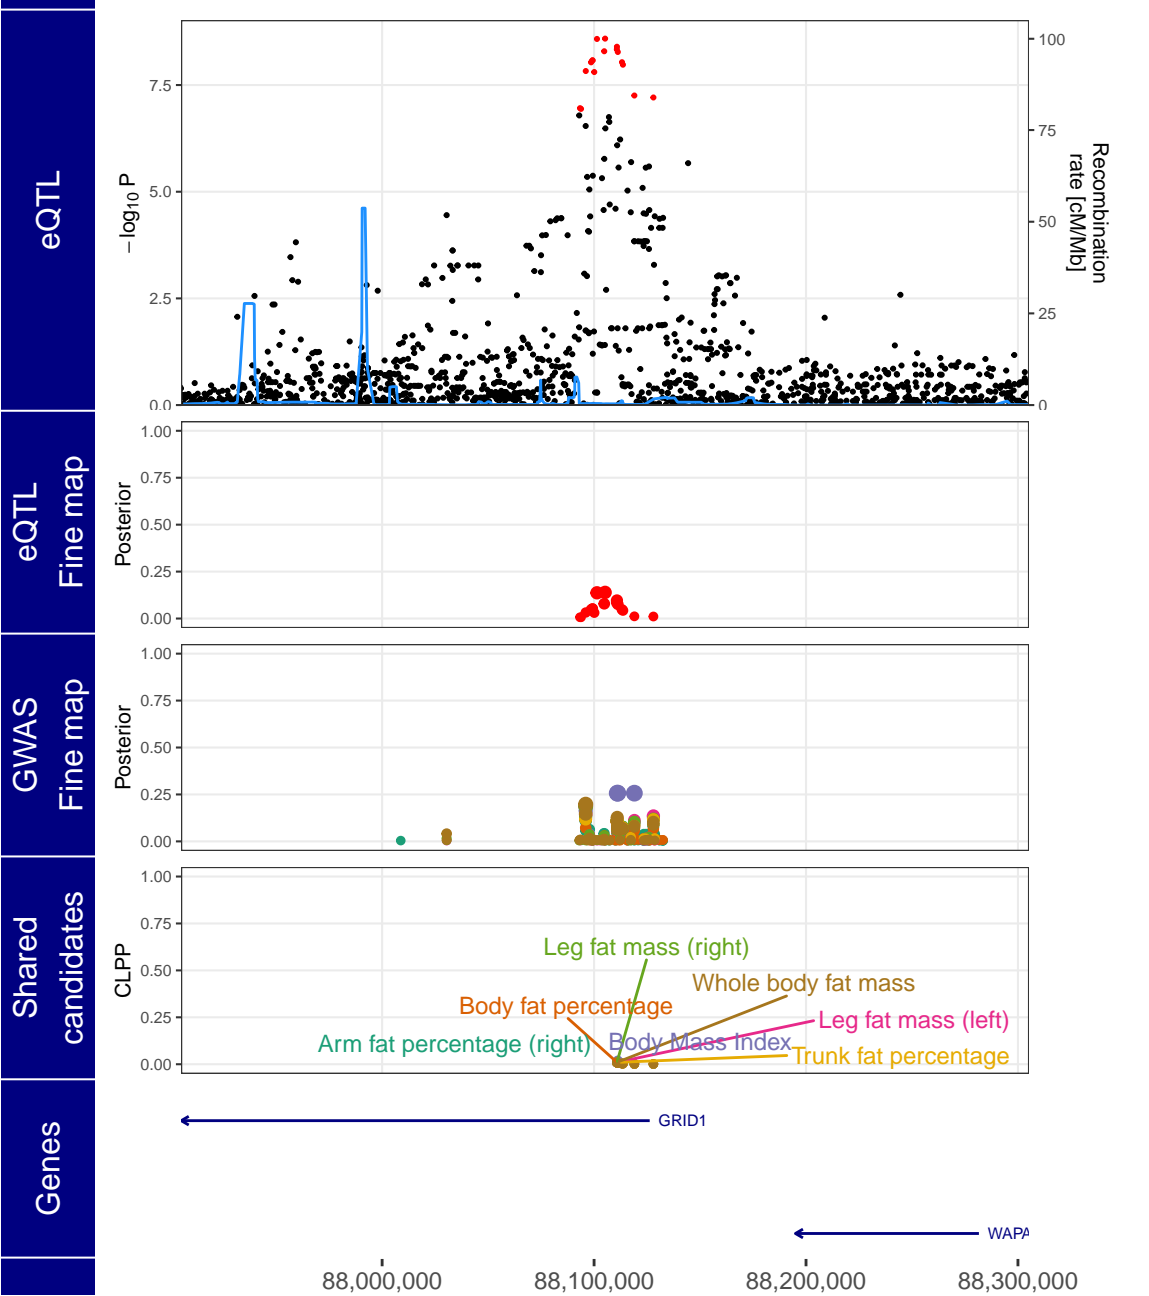 eQTL
−log10 P
7.5
5.0
2.5
0.0
100
75
50
25
0
Recombination
rate [cM/Mb]
eQTL
Fine map
Posterior
1.00
0.75
0.50
0.25
0.00
GWAS
Fine map
Posterior
1.00
0.75
0.50
0.25
0.00
Shared
candidates
CLPP
1.00
0.75
0.50
0.25
0.00
Leg fat mass (right)
Whole body fat mass
Body fat percentage
Leg fat mass (left)
Arm fat percentage (right)
Body Mass Index
Trunk fat percentage
Genes
GRID1
WAPA
88,000,000
88,100,000
88,200,000
88,300,000